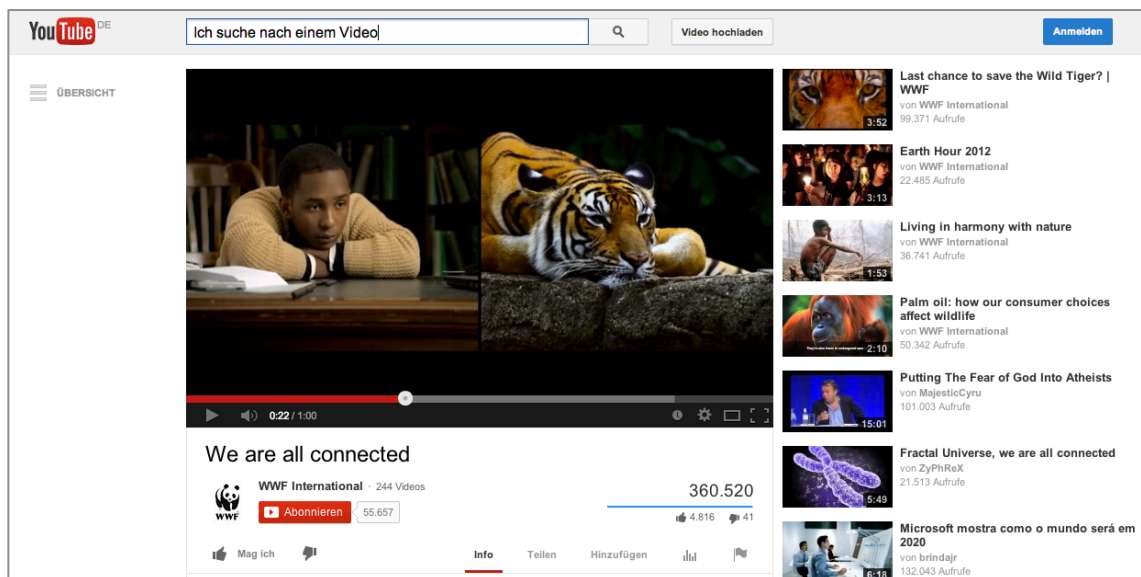 YouTube DE
Ich suche nach einem Video
Video hochladen
Anmelden
ÜBERSICHT
0:22 / 1:00
We are all connected
WWF
WWF International · 244 Videos
Abonnieren 55.657
360.520
4.816 41
Mag ich
Info Teilen Hinzufügen
3:52
Last chance to save the Wild Tiger? |
WWF
von WWF International
99.371 Aufrufe
3:13
Earth Hour 2012
von WWF International
22.485 Aufrufe
1:53
Living in harmony with nature
von WWF International
36.741 Aufrufe
2:10
Palm oil: how our consumer choices
affect wildlife
von WWF International
50.342 Aufrufe
15:01
Putting The Fear of God Into Atheists
von MajesticCyru
101.003 Aufrufe
5:49
Fractal Universe, we are all connected
von ZyPhReX
21.513 Aufrufe
6:18
Microsoft mostra como o mundo será em
2020
von brindajr
132.043 Aufrufe